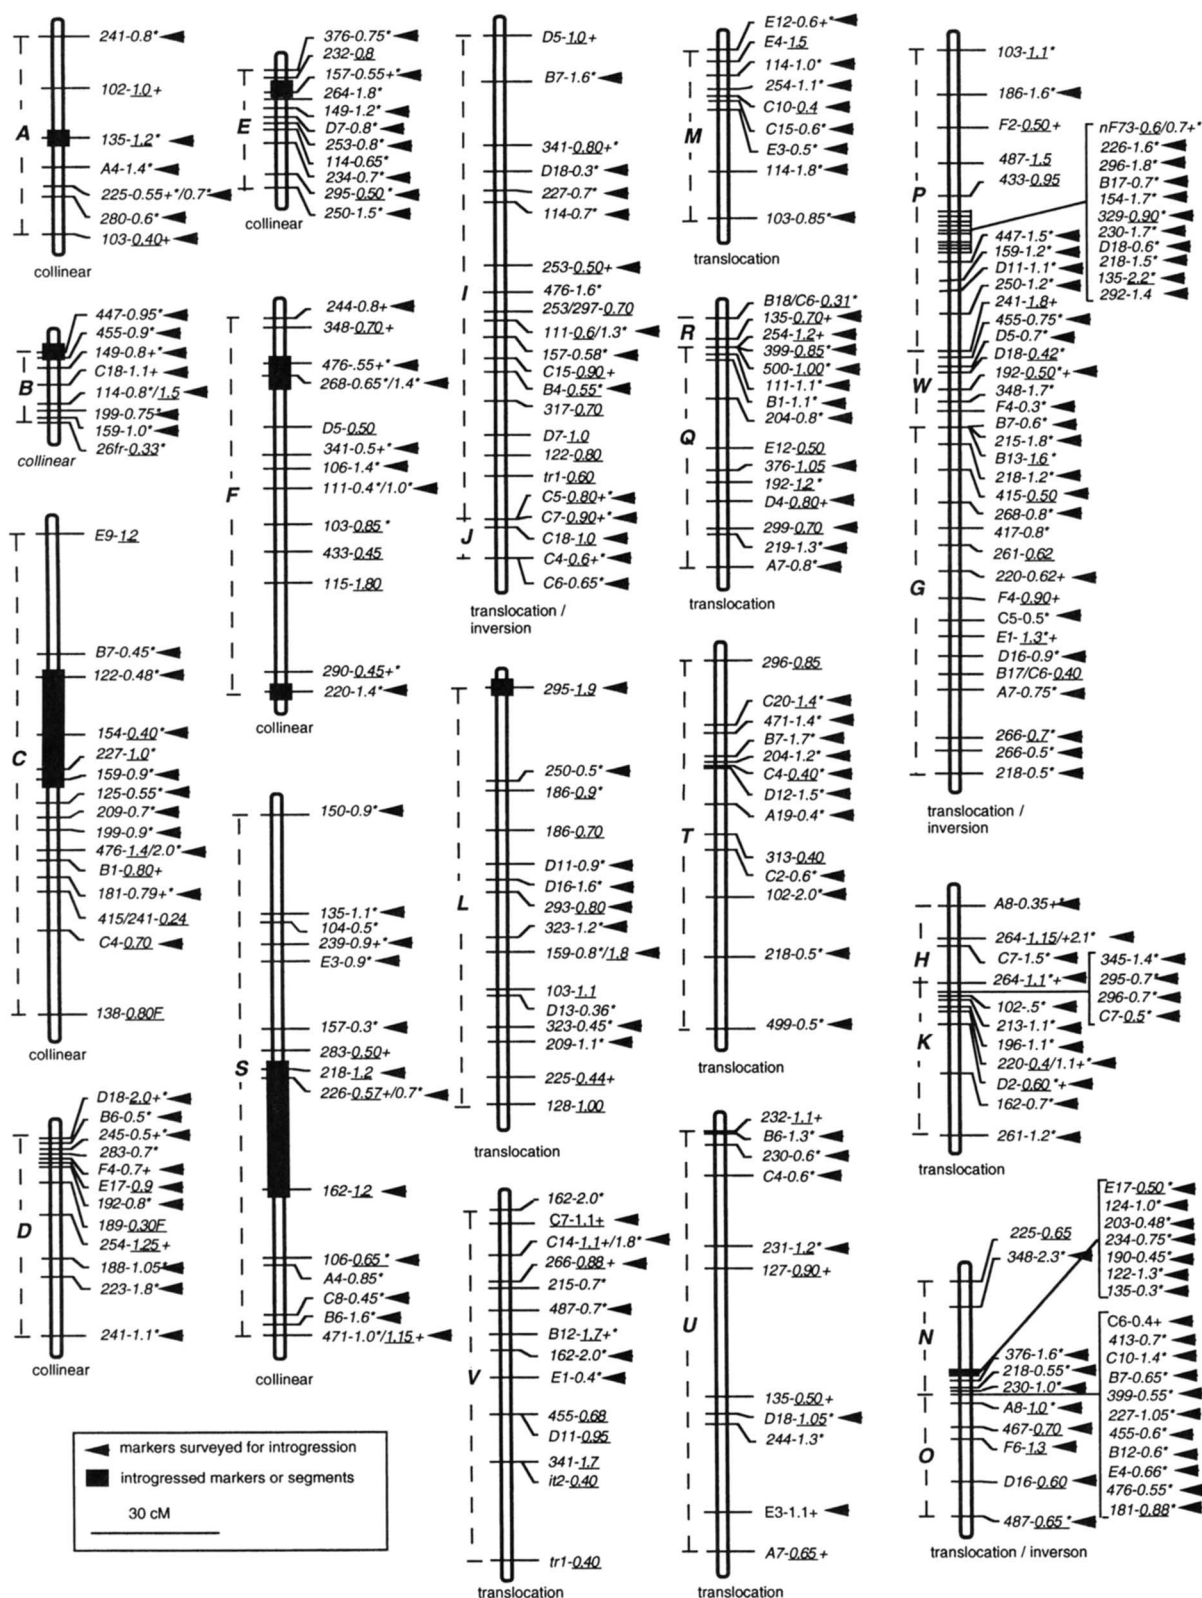 241-0.8*
102-1.0+
135-1.2*
A
A4-1.4*
225-0.55+*/0.7*
280-0.6*
103-0.40+
collinear
447-0.95*
455-0.9*
149-0.8+*
C18-1.1+
B
114-0.8*/1.5
199-0.75*
159-1.0*
26fr-0.33*
collinear
E9-1.2
B7-0.45*
122-0.48*
154-0.40*
C
227-1.0*
159-0.9*
125-0.55*
209-0.7*
199-0.9*
476-1.4/2.0*
B1-0.80+
181-0.79+*
415/241-0.24
C4-0.70
138-0.80F
collinear
D18-2.0+*
B6-0.5*
245-0.5+*
283-0.7*
F4-0.7+
E17-0.9
192-0.8*
189-0.30F
D
254-1.25+
188-1.05*
223-1.8*
241-1.1*
collinear
376-0.75*
232-0.8
157-0.55+*
264-1.8*
149-1.2*
E
D7-0.8*
253-0.8*
114-0.65*
234-0.7*
295-0.50*
250-1.5*
collinear
244-0.8+
348-0.70+
476-.55+*
268-0.65*/1.4*
D5-0.50
341-0.5+*
106-1.4*
F
111-0.4*/1.0*
103-0.85*
433-0.45
115-1.80
290-0.45+*
220-1.4*
collinear
150-0.9*
135-1.1*
104-0.5*
239-0.9+*
E3-0.9*
157-0.3*
283-0.50+
S
218-1.2
226-0.57+/0.7*
162-1.2
106-0.65*
A4-0.85*
C8-0.45*
B6-1.6*
471-1.0*/1.15+
collinear
D5-1.0+
B7-1.6*
341-0.80+*
D18-0.3*
227-0.7*
114-0.7*
253-0.50+
I
476-1.6*
253/297-0.70
111-0.6/1.3*
157-0.58*
C15-0.90+
B4-0.55*
317-0.70
D7-1.0
122-0.80
tr1-0.60
C5-0.80+*
C7-0.90+*
J
C18-1.0
C4-0.6+*
C6-0.65*
translocation /
inversion
295-1.9
250-0.5*
186-0.9*
186-0.70
D11-0.9*
D16-1.6*
L
293-0.80
323-1.2*
159-0.8*/1.8
103-1.1
D13-0.36*
323-0.45*
209-1.1*
225-0.44+
128-1.00
translocation
162-2.0*
C7-1.1+
C14-1.1+/1.8*
266-0.88+
215-0.7*
487-0.7*
B12-1.7+*
162-2.0*
V
E1-0.4*
455-0.68
D11-0.95
341-1.7
it2-0.40
tr1-0.40
translocation
E12-0.6+*
E4-1.5
114-1.0*
254-1.1*
M
C10-0.4
C15-0.6*
E3-0.5*
114-1.8
103-0.85*
translocation
B18/C6-0.31*
135-0.70+
R
254-1.2+
399-0.85*
500-1.00*
111-1.1*
B1-1.1*
204-0.8*
Q
E12-0.50
376-1.05
192-1.2*
D4-0.80+
299-0.70
219-1.3*
A7-0.8*
translocation
296-0.85
C20-1.4*
471-1.4*
B7-1.7*
204-1.2*
C4-0.40*
D12-1.5*
A19-0.4*
T
313-0.40
C2-0.6*
102-2.0*
218-0.5*
499-0.5*
translocation
232-1.1+
B6-1.3*
230-0.6*
C4-0.6*
231-1.2*
127-0.90+
U
135-0.50+
D18-1.05*
244-1.3*
E3-1.1+
A7-0.65+
translocation
103-1.1*
186-1.6*
F2-0.50+
487-1.5
433-0.95
P
nF73-0.6/0.7+*
226-1.6*
296-1.8*
B17-0.7*
154-1.7*
329-0.90*
230-1.7*
D18-0.6*
218-1.5*
135-2.2*
292-1.4
447-1.5*
159-1.2*
D11-1.1*
250-1.2*
241-1.8+
455-0.75*
D5-0.7*
D18-0.42*
W
192-0.50*+
348-1.7*
F4-0.3*
B7-0.6*
215-1.8*
B13-1.6
218-1.2*
415-0.50
268-0.8*
417-0.8*
261-0.62
220-0.62+
G
F4-0.90+
C5-0.5*
E1-1.3*+
D16-0.9*
B17/C6-0.40
A7-0.75*
266-0.7*
266-0.5*
218-0.5*
translocation /
inversion
A8-0.35+*
264-1.15/+2.1*
H
C7-1.5*
264-1.1*+
345-1.4*
295-0.7*
296-0.7*
C7-0.5*
102-.5*
213-1.1*
K
196-1.1*
220-0.4/1.1+*
D2-0.60*+
162-0.7*
261-1.2*
translocation
E17-0.50*
124-1.0*
203-0.48*
234-0.75*
190-0.45*
122-1.3*
135-0.3*
225-0.65
348-2.3*
N
376-1.6*
218-0.55*
230-1.0*
C6-0.4+
413-0.7*
C10-1.4*
B7-0.65*
399-0.55*
227-1.05*
455-0.6*
B12-0.6*
E4-0.66*
476-0.55*
181-0.88*
A8-1.0*
467-0.70
O
F6-1.3
D16-0.60
487-0.65*
translocation / inverson
markers surveyed for introgression
introgressed markers or segments
30 cM